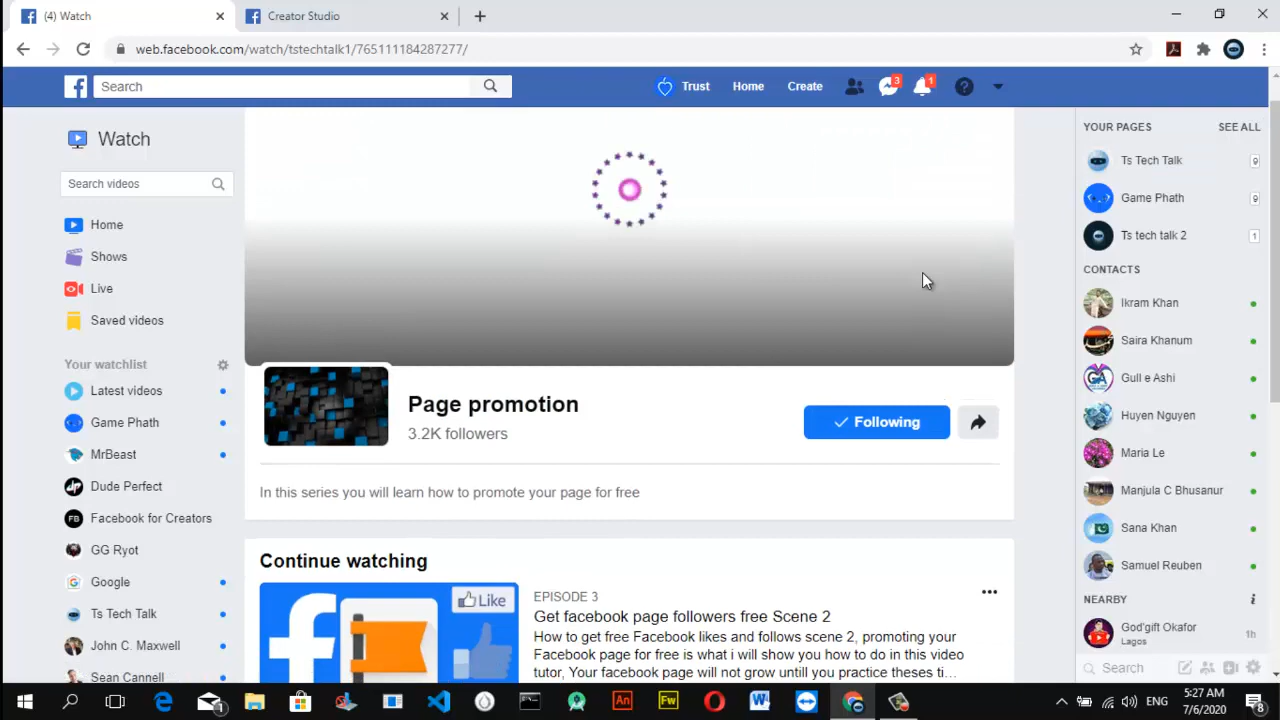 (4) Watch
Creator Studio
web.facebook.com/watch/tstechtalk1/765111184287277/
Search
Trust
Home
Create
3
1
Watch
Search videos
Home
Shows
Live
Saved videos
Your watchlist
Latest videos
Game Phath
MrBeast
Dude Perfect
FB
Facebook for Creators
GG Ryot
Google
Ts Tech Talk
John C. Maxwell
Sean Cannell
Page promotion
3.2K followers
Following
In this series you will learn how to promote your page for free
Continue watching
Like
EPISODE 3
Get facebook page followers free Scene 2
How to get free Facebook likes and follows scene 2, promoting your
Facebook page for free is what i will show you how to do in this video
tutor, Your facebook page will not grow untill you practice theses ti...
YOUR PAGES SEE ALL
Ts Tech Talk 9
Game Phath 9
Ts tech talk 2 1
CONTACTS
Ikram Khan
Saira Khanum
GA
Gull e Ashi
Huyen Nguyen
Maria Le
Manjula C Bhusanur
Sana Khan
Samuel Reuben
NEARBY
God'gift Okafor
Lagos
1h
Search
1
An
Fw
W
ENG
5:27 AM
7/6/2020
8